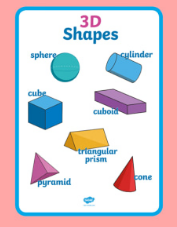 3D
Shapes
sphere
cylinder
cube
cuboid
triangular
prism
pyramid
cone